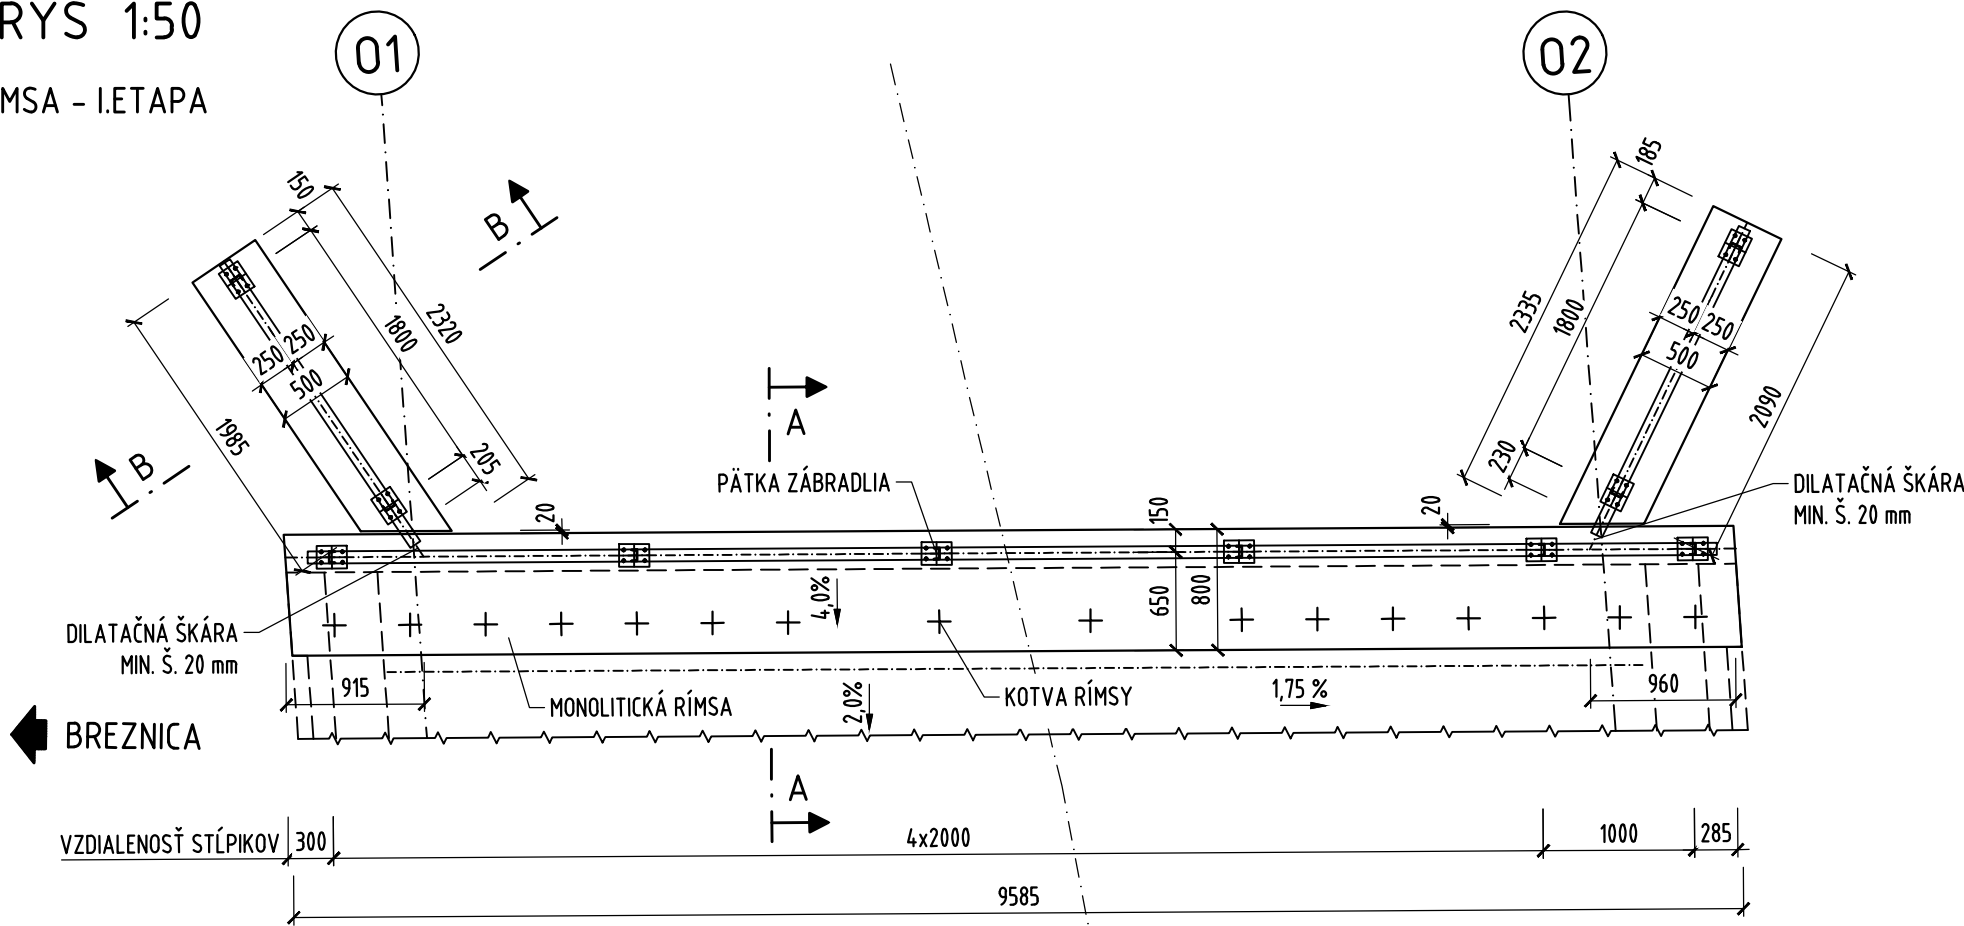 RYS 1:50
MSA - I.ETAPA
01
02
B
B
150
2320
1800
205
250 250
500
1985
185
2335
1800
230
250 250
500
2090
A
PÄTKA ZÁBRADLIA
20
150
20
DILATAČNÁ ŠKÁRA
MIN. Š. 20 mm
4,0%
650
800
DILATAČNÁ ŠKÁRA
MIN. Š. 20 mm
915
MONOLITICKÁ RÍMSA
2,0%
KOTVA RÍMSY
1,75 %
960
BREZNICA
A
VZDIALENOSŤ STĹPIKOV
300
4x2000
1000
285
9585